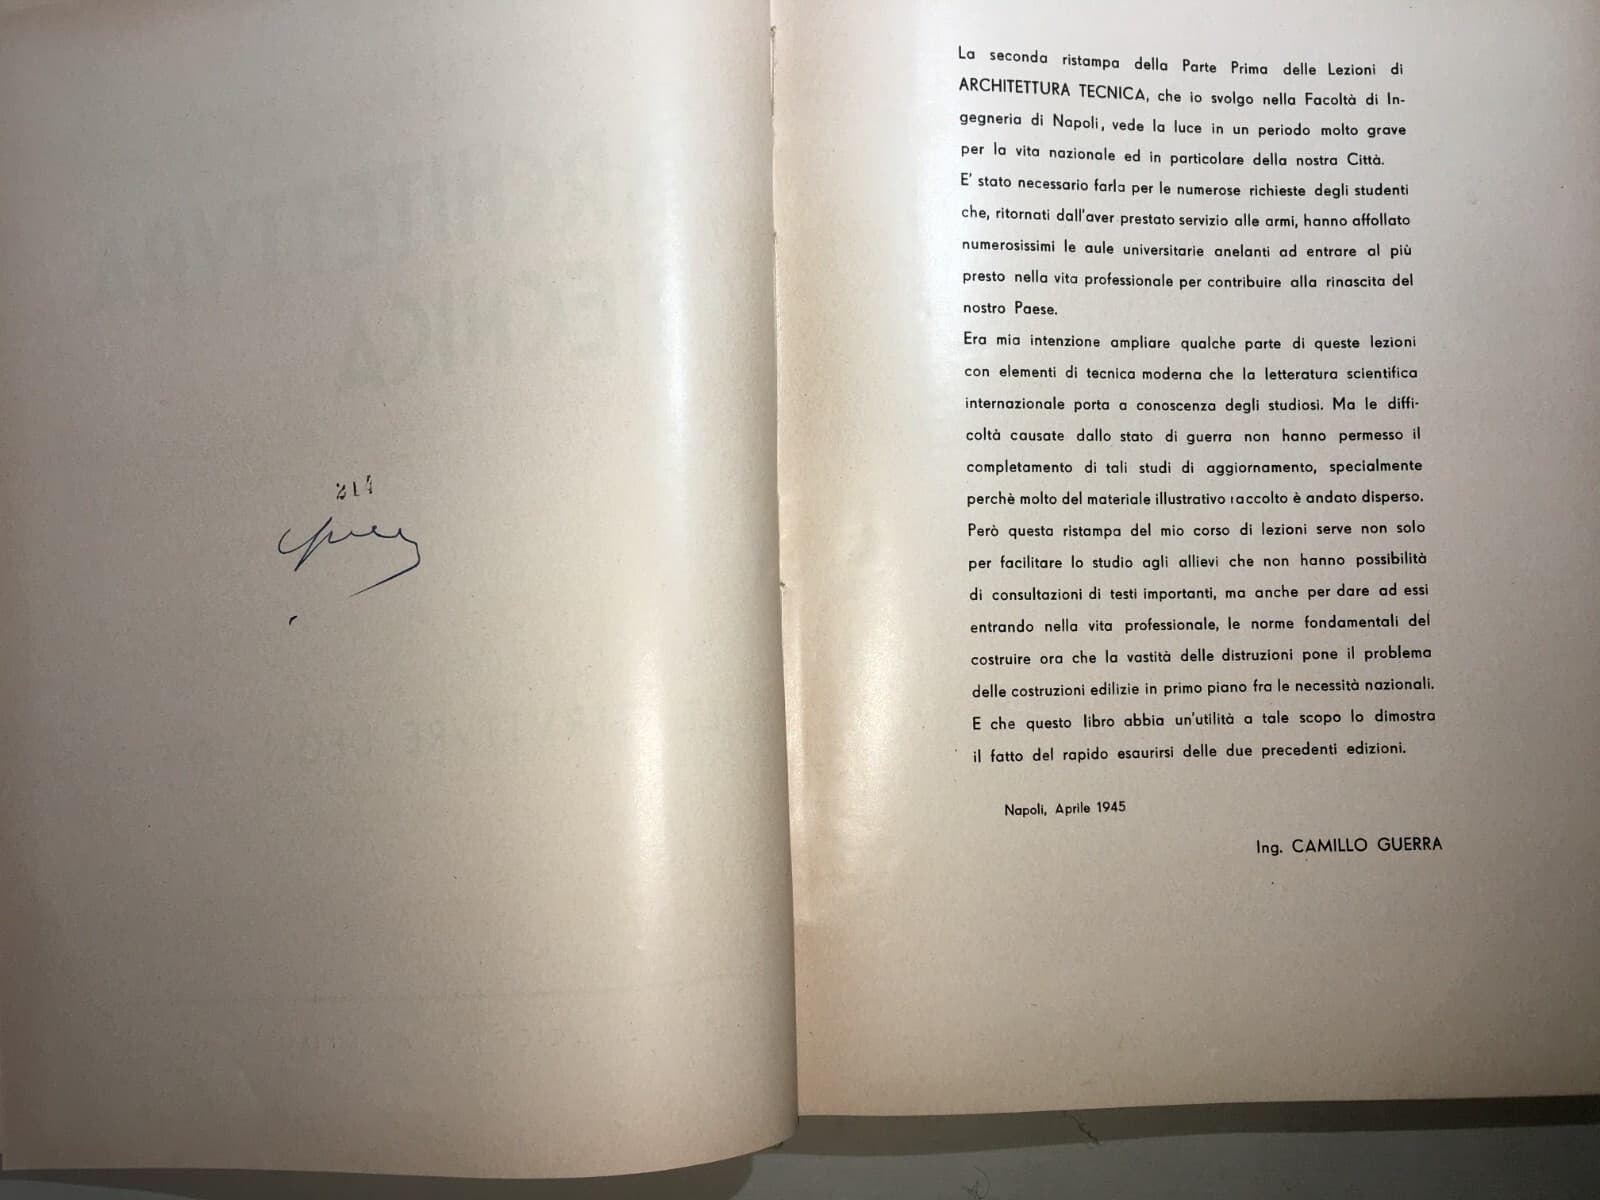 214
La seconda ristampa della Parte Prima delle Lezioni di
ARCHITETTURA TECNICA, che io svolgo nella Facoltà di In-
gegneria di Napoli, vede la luce in un periodo molto grave
per la vita nazionale ed in particolare della nostra Città.
E' stato necessario farla per le numerose richieste degli studenti
che, ritornati dall'aver prestato servizio alle armi, hanno affollato
numerosissimi le aule universitarie anelanti ad entrare al più
presto nella vita professionale per contribuire alla rinascita del
nostro Paese.
Era mia intenzione ampliare qualche parte di queste lezioni
con elementi di tecnica moderna che la letteratura scientifica
internazionale porta a conoscenza degli studiosi. Ma le diffi-
coltà causate dallo stato di guerra non hanno permesso il
completamento di tali studi di aggiornamento, specialmente
perchè molto del materiale illustrativo raccolto è andato disperso.
Però questa ristampa del mio corso di lezioni serve non solo
per facilitare lo studio agli allievi che non hanno possibilità
di consultazioni di testi importanti, ma anche per dare ad essi
entrando nella vita professionale, le norme fondamentali del
costruire ora che la vastità delle distruzioni pone il problema
delle costruzioni edilizie in primo piano fra le necessità nazionali.
E che questo libro abbia un'utilità a tale scopo lo dimostra
il fatto del rapido esaurirsi delle due precedenti edizioni.
Napoli, Aprile 1945
Ing. CAMILLO GUERRA